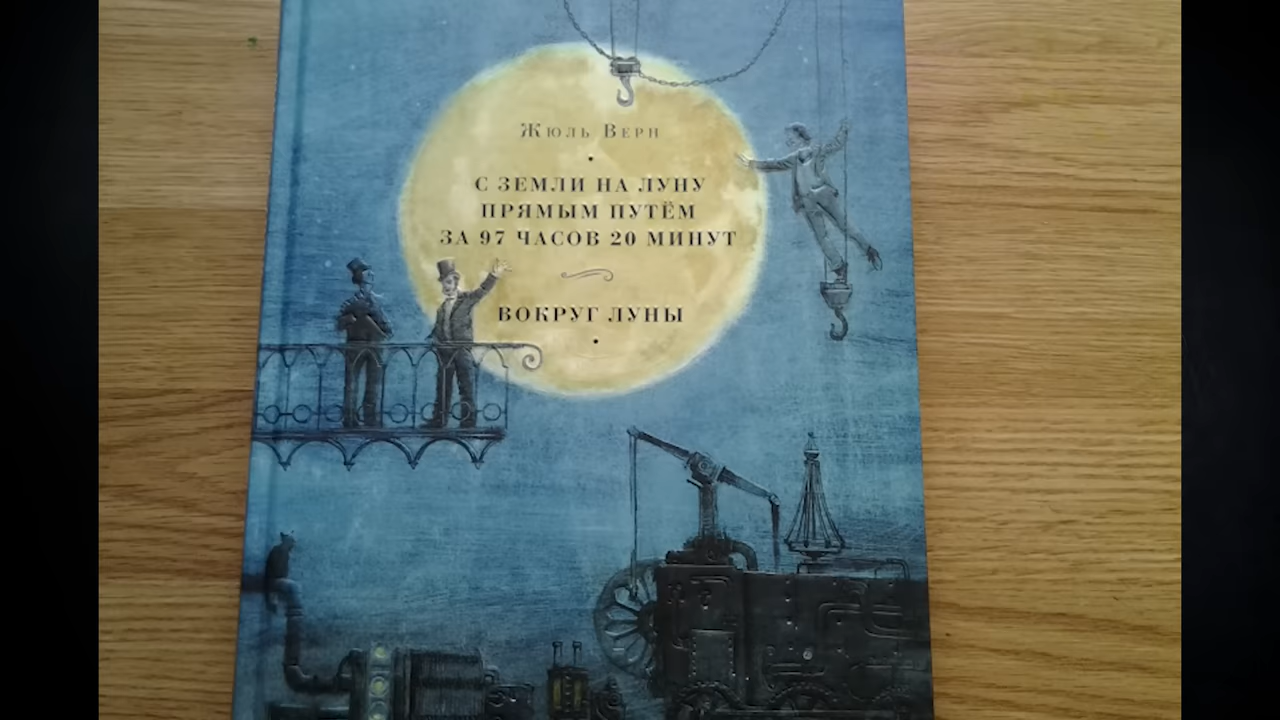 Жюль Верн
С ЗЕМЛИ НА ЛУНУ
ПРЯМЫМ ПУТЁМ
ЗА 97 ЧАСОВ 20 МИНУТ
ВОКРУГ ЛУНЫ